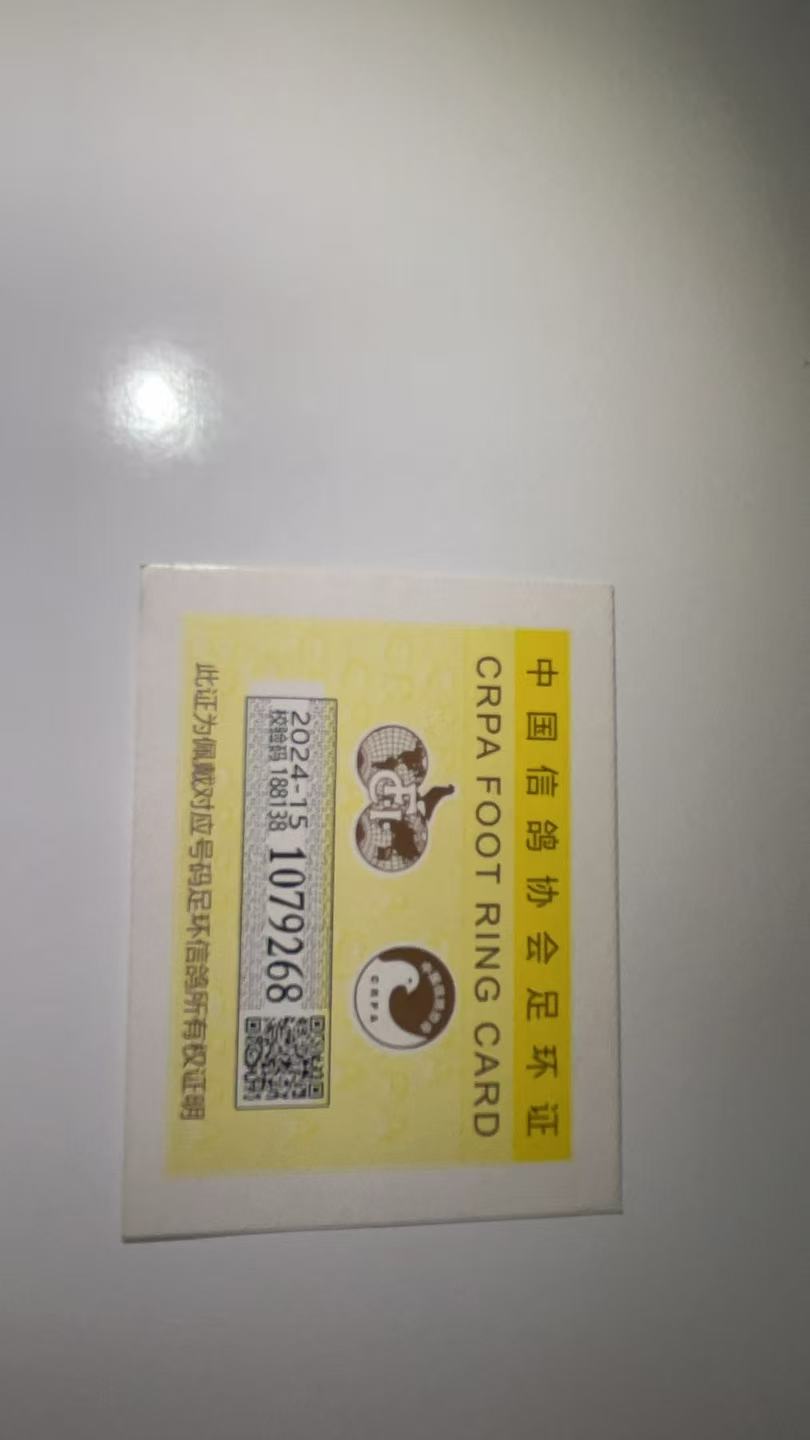 中国信鸽协会足环证
CRPA FOOT RING CARD
CRPA
2024-15
校验码 188138
1079268
此证为佩戴对应号码足环信鸽所有权证明